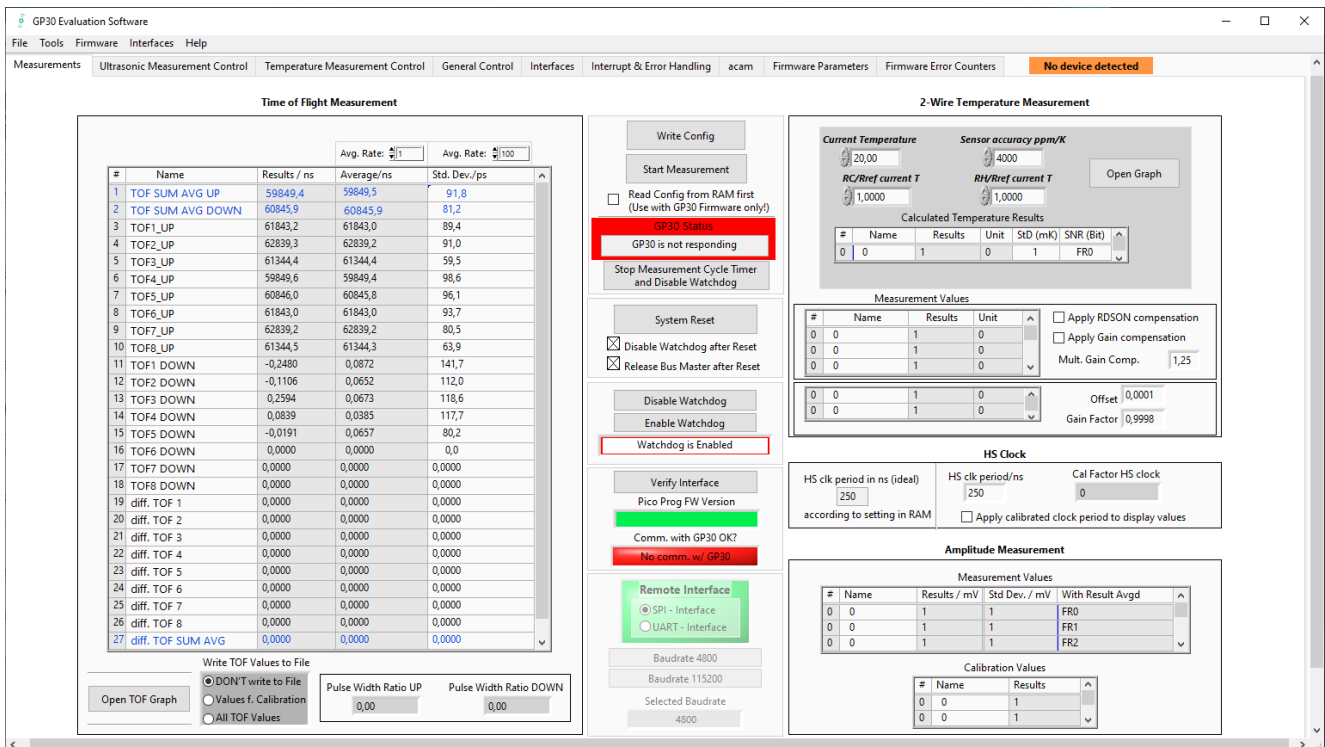 GP30 Evaluation Software
File Tools Firmware Interfaces Help
Measurements Ultrasonic Measurement Control Temperature Measurement Control General Control Interfaces Interrupt & Error Handling acam Firmware Parameters Firmware Error Counters No device detected
Time of Flight Measurement
Avg. Rate: 1 Avg. Rate: 100
# Name Results / ns Average/ns Std. Dev./ps
1 TOF SUM AVG UP 59849,4 59849,5 91,8
2 TOF SUM AVG DOWN 60845,9 60845,9 81,2
3 TOF1_UP 61843,2 61843,0 89,4
4 TOF2_UP 62839,3 62839,2 91,0
5 TOF3_UP 61344,4 61344,4 59,5
6 TOF4_UP 59849,6 59849,4 98,6
7 TOF5_UP 60846,0 60845,8 96,1
8 TOF6_UP 61843,0 61843,0 93,7
9 TOF7_UP 62839,2 62839,2 80,5
10 TOF8_UP 61344,5 61344,3 63,9
11 TOF1 DOWN -0,2480 0,0872 141,7
12 TOF2 DOWN -0,1106 0,0652 112,0
13 TOF3 DOWN 0,2594 0,0673 118,6
14 TOF4 DOWN 0,0839 0,0385 117,7
15 TOF5 DOWN -0,0191 0,0657 80,2
16 TOF6 DOWN 0,0000 0,0000 0,0
17 TOF7 DOWN 0,0000 0,0000 0,0000
18 TOF8 DOWN 0,0000 0,0000 0,0000
19 diff. TOF 1 0,0000 0,0000 0,0000
20 diff. TOF 2 0,0000 0,0000 0,0000
21 diff. TOF 3 0,0000 0,0000 0,0000
22 diff. TOF 4 0,0000 0,0000 0,0000
23 diff. TOF 5 0,0000 0,0000 0,0000
24 diff. TOF 6 0,0000 0,0000 0,0000
25 diff. TOF 7 0,0000 0,0000 0,0000
26 diff. TOF 8 0,0000 0,0000 0,0000
27 diff. TOF SUM AVG 0,0000 0,0000 0,0000
Open TOF Graph
Write TOF Values to File
DON'T write to File
Values f. Calibration
All TOF Values
Pulse Width Ratio UP Pulse Width Ratio DOWN
0,00 0,00
Write Config
Start Measurement
Read Config from RAM first
(Use with GP30 Firmware only!)
GP30 Status
GP30 is not responding
Stop Measurement Cycle Timer
and Disable Watchdog
System Reset
Disable Watchdog after Reset
Release Bus Master after Reset
Disable Watchdog
Enable Watchdog
Watchdog is Enabled
Verify Interface
Pico Prog FW Version
Comm. with GP30 OK?
No comm. w/ GP30
Remote Interface
SPI - Interface
UART - Interface
Baudrate 4800
Baudrate 115200
Selected Baudrate
4800
2-Wire Temperature Measurement
Current Temperature Sensor accuracy ppm/K
20,00 4000
RC/Rref current T RH/Rref current T
1,0000 1,0000
Open Graph
Calculated Temperature Results
# Name Results Unit StD (mK) SNR (Bit)
0 0 1 0 1 FR0
Measurement Values
# Name Results Unit
0 0 1 0
0 0 1 0
0 0 1 0
Apply RDSON compensation
Apply Gain compensation
Mult. Gain Comp. 1,25
0 0 1 0
0 0 1 0
Offset 0,0001
Gain Factor 0,9998
HS Clock
HS clk period in ns (ideal)
250
according to setting in RAM
HS clk period/ns
250
Cal Factor HS clock
0
Apply calibrated clock period to display values
Amplitude Measurement
Measurement Values
# Name Results / mV Std Dev. / mV With Result Avgd
0 0 1 1 FR0
0 0 1 1 FR1
0 0 1 1 FR2
Calibration Values
# Name Results
0 0 1
0 0 1